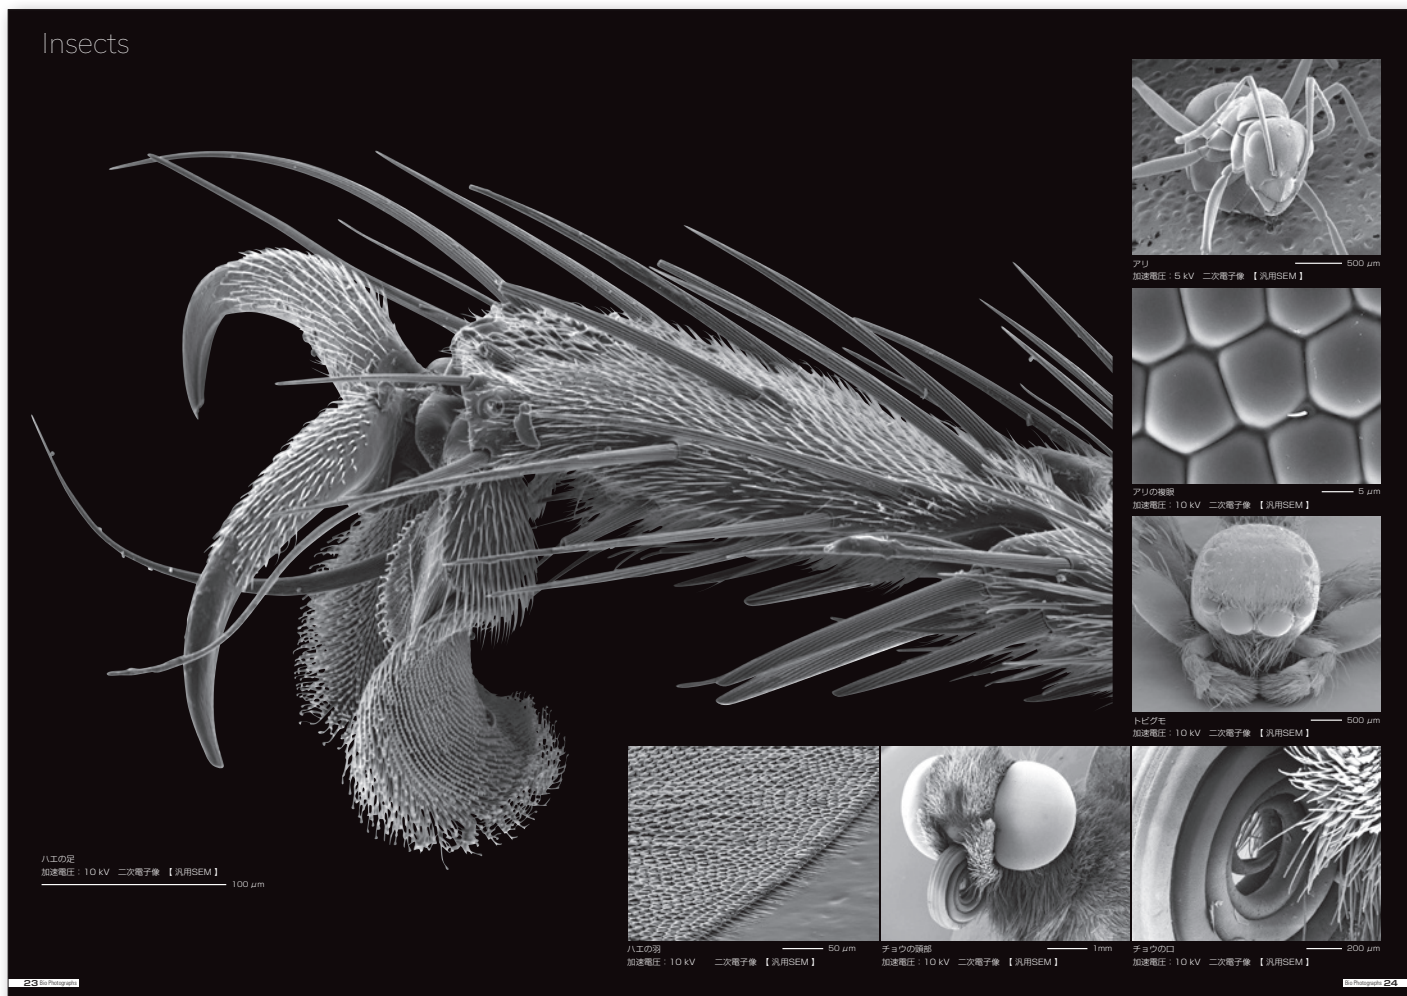 Insects
アリ
500 μm
加速電圧：5 kV　二次電子像　【 汎用SEM 】
アリの複眼
5 μm
加速電圧：10 kV　二次電子像　【 汎用SEM 】
トビグモ
500 μm
加速電圧：10 kV　二次電子像　【 汎用SEM 】
ハエの足
加速電圧：10 kV　二次電子像　【 汎用SEM 】
100 μm
ハエの羽
50 μm
加速電圧：10 kV　　二次電子像　【 汎用SEM 】
チョウの頭部
1mm
加速電圧：10 kV　二次電子像　【 汎用SEM 】
チョウの口
200 μm
加速電圧：10 kV　二次電子像　【 汎用SEM 】
23 Bio Photographs
Bio Photographs 24